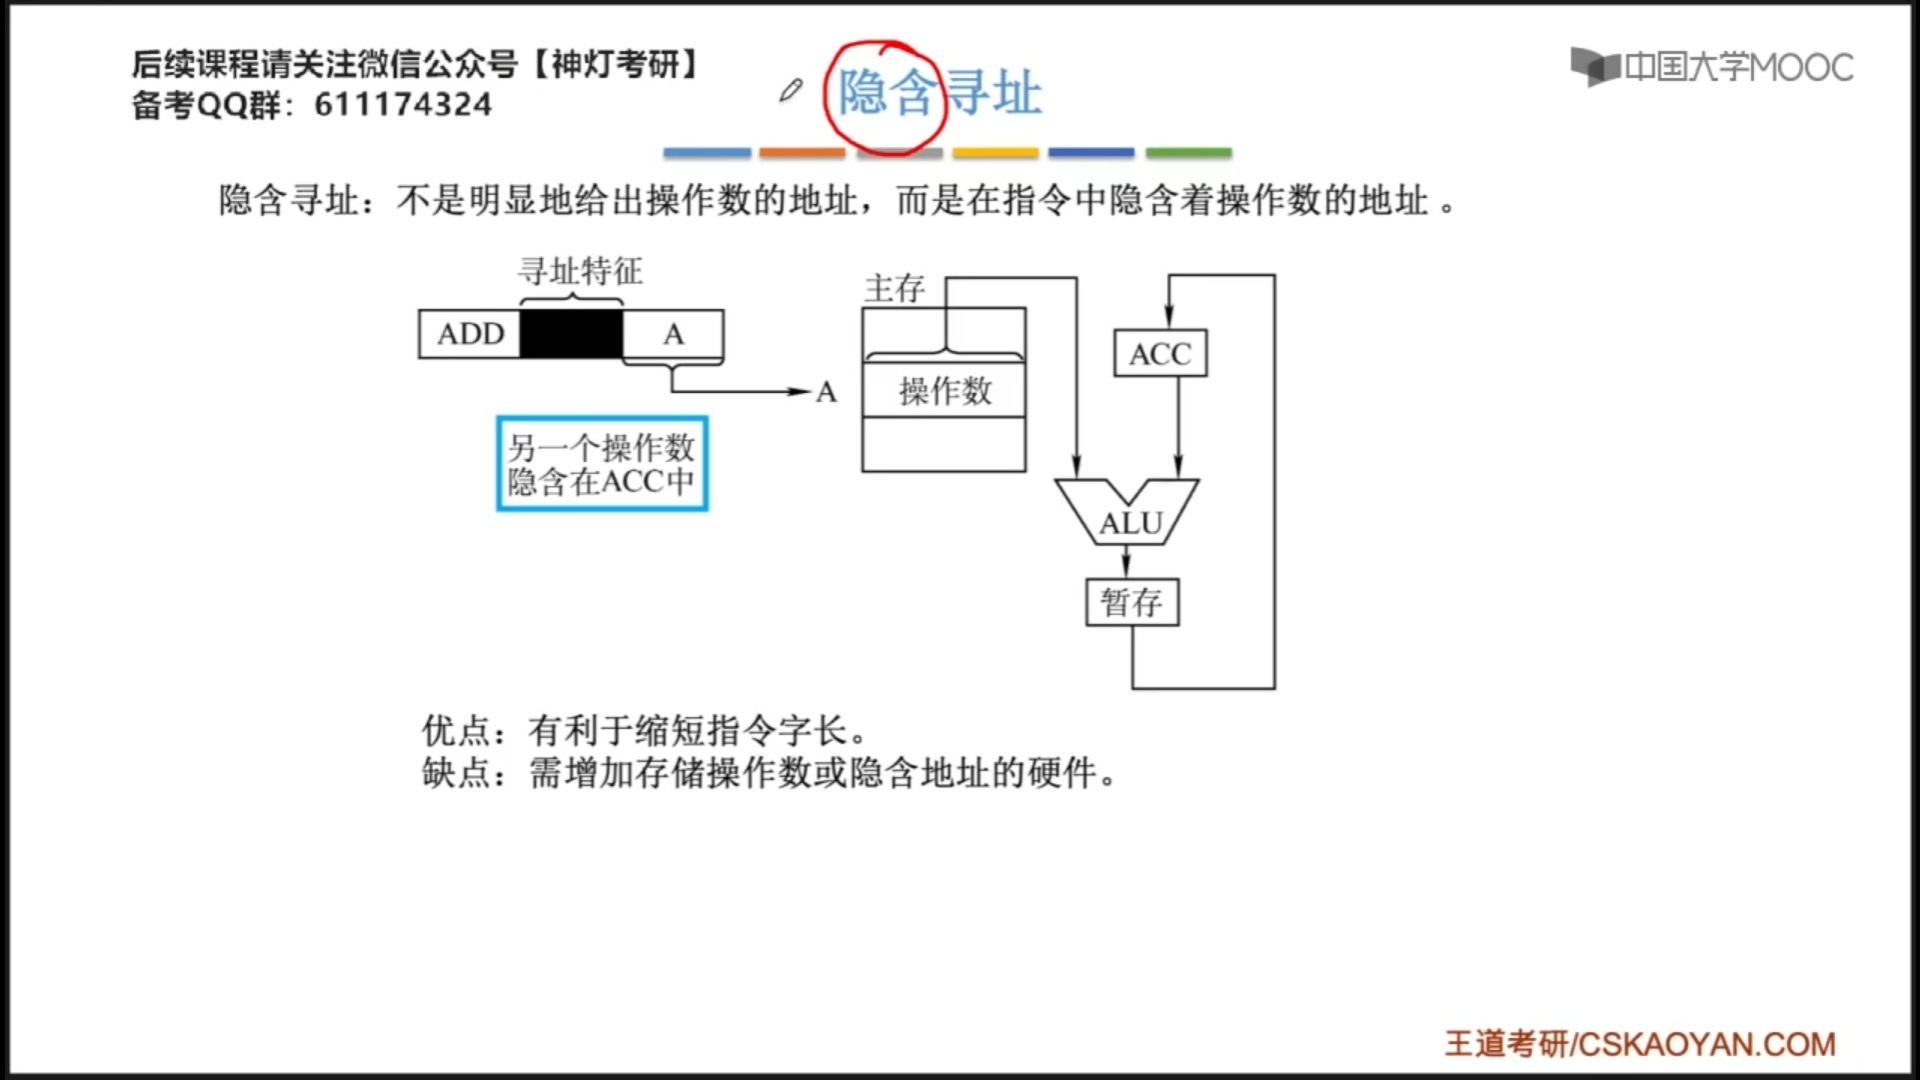 后续课程请关注微信公众号【神灯考研】
备考QQ群：611174324
隐含寻址
中国大学MOOC
隐含寻址：不是明显地给出操作数的地址，而是在指令中隐含着操作数的地址 。
寻址特征
ADD
A
A
另一个操作数
隐含在ACC中
主存
操作数
ACC
ALU
暂存
优点：有利于缩短指令字长。
缺点：需增加存储操作数或隐含地址的硬件。
王道考研/CSKAOYAN.COM